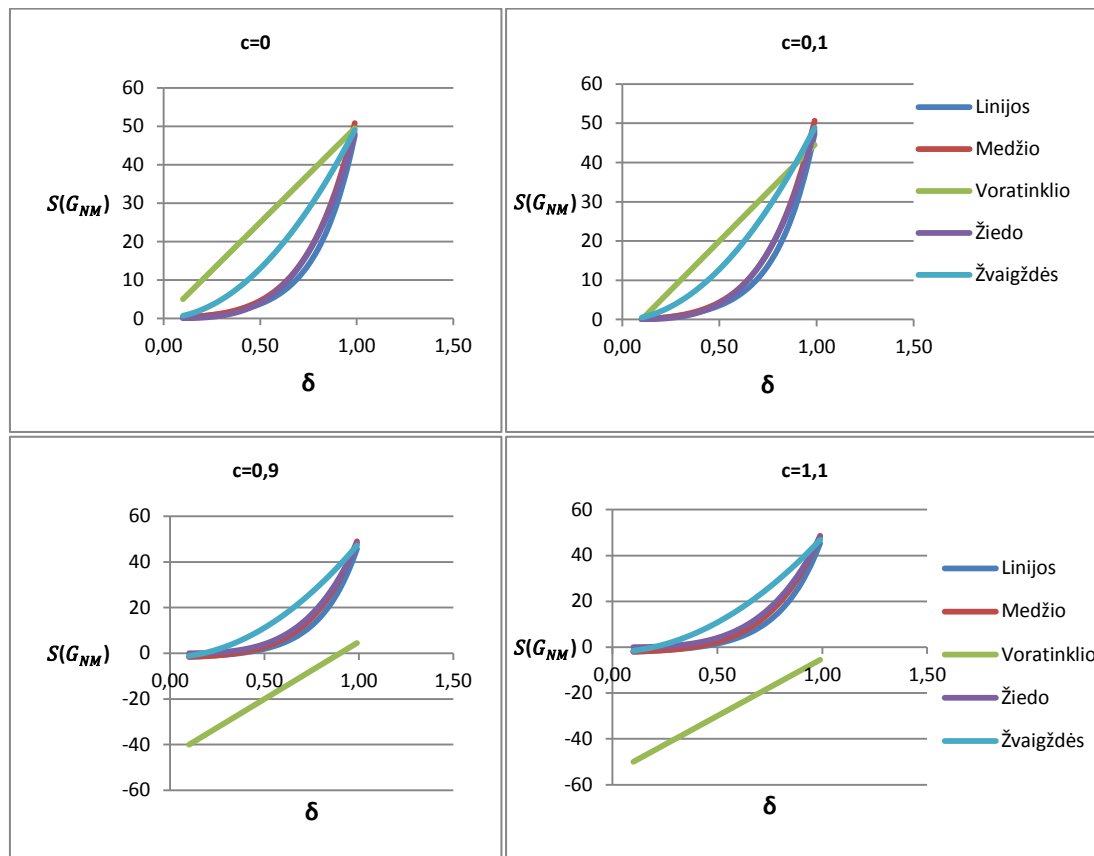 c=0
60
50
40
30
20
10
0
S(G_NM)
0,00 0,50 1,00 1,50
δ
c=0,1
60
50
40
30
20
10
0
S(G_NM)
0,00 0,50 1,00 1,50
δ
Linijos
Medžio
Voratinklio
Žiedo
Žvaigždės
c=0,9
60
40
20
0
-20
-40
-60
S(G_NM)
0,00 0,50 1,00 1,50
δ
c=1,1
60
40
20
0
-20
-40
-60
S(G_NM)
0,00 0,50 1,00 1,50
δ
Linijos
Medžio
Voratinklio
Žiedo
Žvaigždės